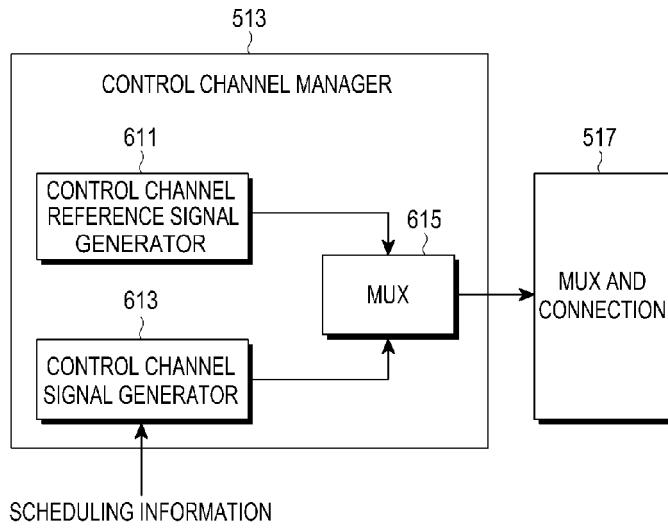 513
CONTROL CHANNEL MANAGER
517
611
CONTROL CHANNEL
REFERENCE SIGNAL
GENERATOR
615
MUX
MUX AND
CONNECTION
613
CONTROL CHANNEL
SIGNAL GENERATOR
SCHEDULING INFORMATION